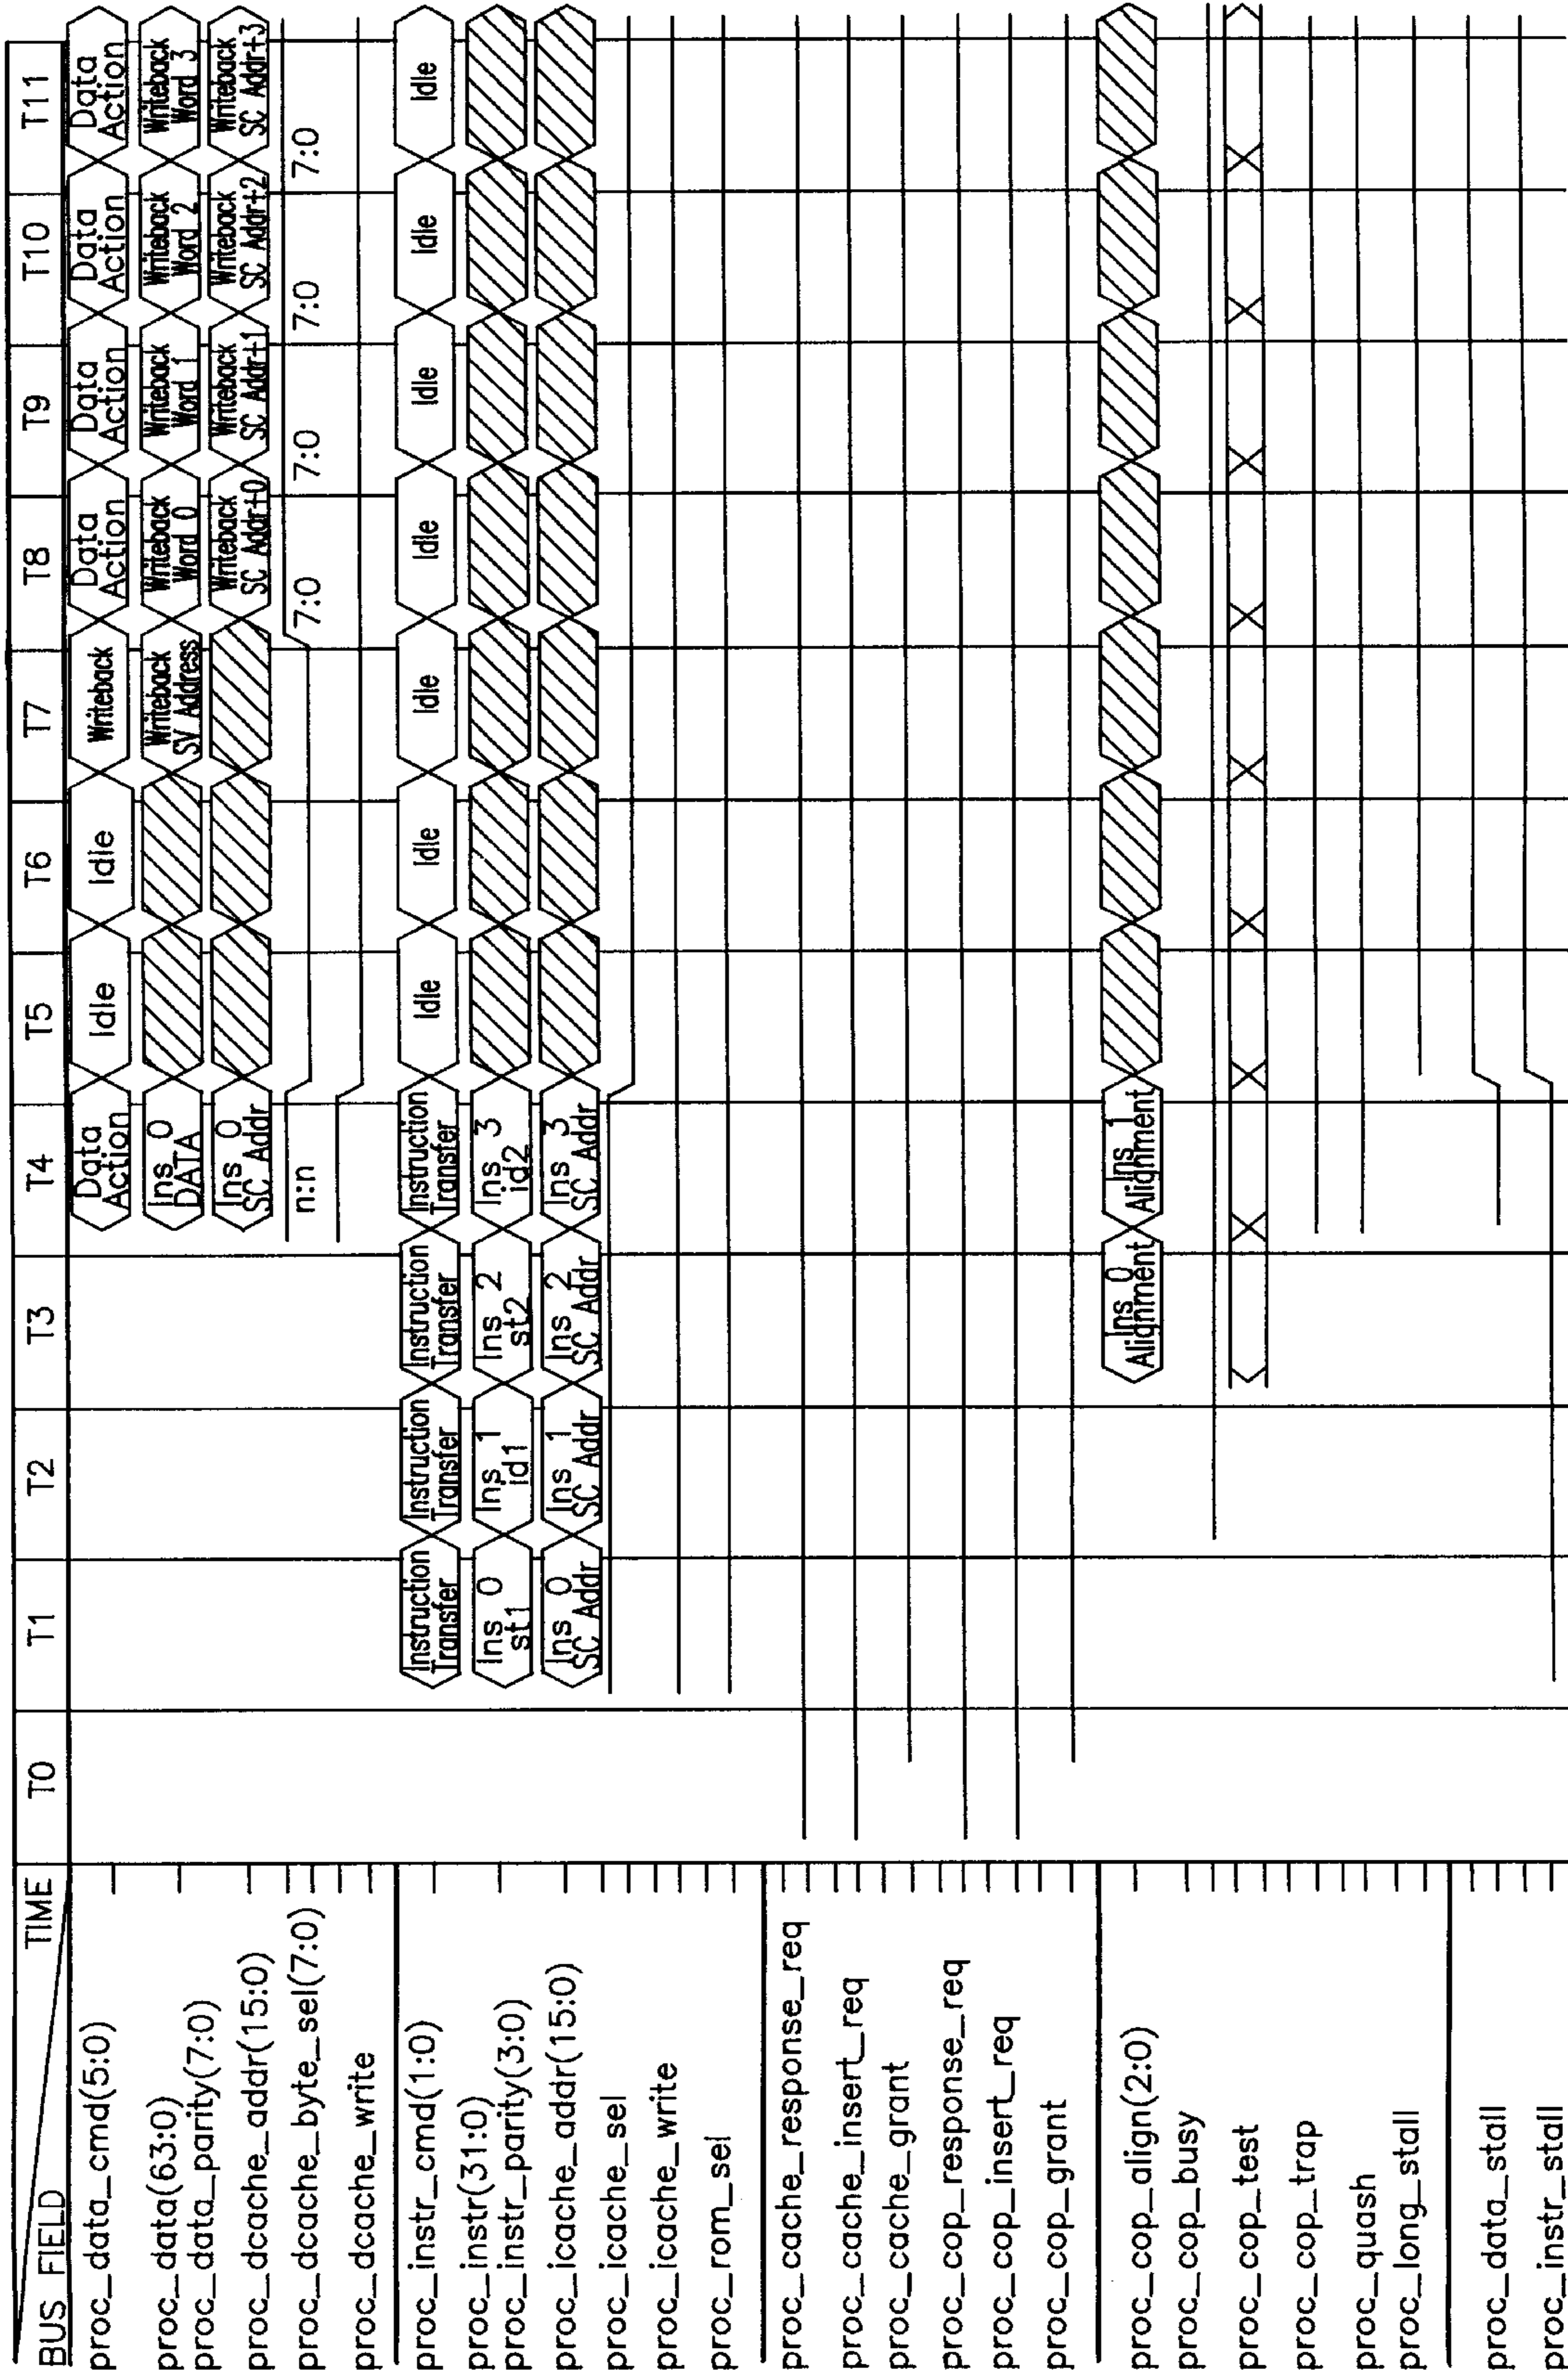 BUS FIELD TIME T0 T1 T2 T3 T4 T5 T6 T7 T8 T9 T10 T11
proc_data_cmd(5:0) Data Action Idle Idle Writeback Data Action Data Action Data Action Data Action
proc_data(63:0) Ins 0 DATA Writeback SV Address Writeback Word 0 Writeback Word 1 Writeback Word 2 Writeback Word 3
proc_data_parity(7:0)
proc_dcache_addr(15:0) Ins 0 SC Addr Writeback SC Addr+0 Writeback SC Addr+1 Writeback SC Addr+2 Writeback SC Addr+3
proc_dcache_byte_sel(7:0) n:n 7:0 7:0 7:0 7:0
proc_dcache_write
proc_instr_cmd(1:0) Instruction Transfer Instruction Transfer Instruction Transfer Instruction Transfer Idle Idle Idle Idle Idle Idle Idle
proc_instr(31:0) Ins 0 st1 Ins 1 id1 Ins 2 st2 Ins 3 id2
proc_instr_parity(3:0)
proc_icache_addr(15:0) Ins 0 SC Addr Ins 1 SC Addr Ins 2 SC Addr Ins 3 SC Addr
proc_icache_sel
proc_icache_write
proc_rom_sel
proc_cache_response_req
proc_cache_insert_req
proc_cache_grant
proc_cop_response_req
proc_cop_insert_req
proc_cop_grant
proc_cop_align(2:0) Ins 0 Alignment Ins 1 Alignment
proc_cop_busy
proc_cop_test
proc_cop_trap
proc_quash
proc_long_stall
proc_data_stall
proc_instr_stall